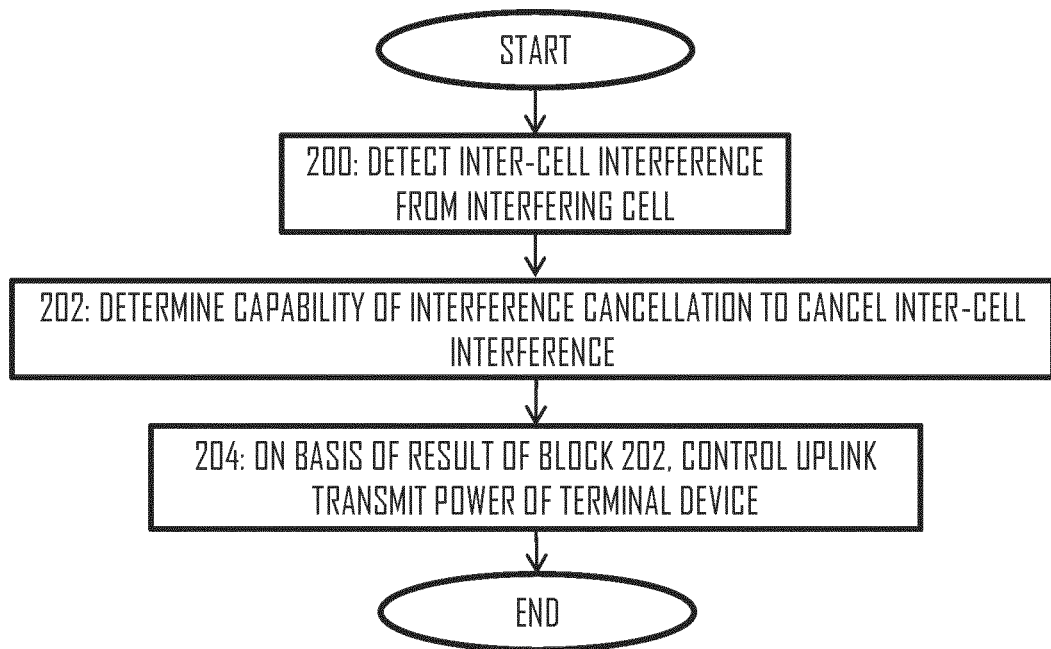 START
200: DETECT INTER-CELL INTERFERENCE
FROM INTERFERING CELL
202: DETERMINE CAPABILITY OF INTERFERENCE CANCELLATION TO CANCEL INTER-CELL
INTERFERENCE
204: ON BASIS OF RESULT OF BLOCK 202, CONTROL UPLINK
TRANSMIT POWER OF TERMINAL DEVICE
END